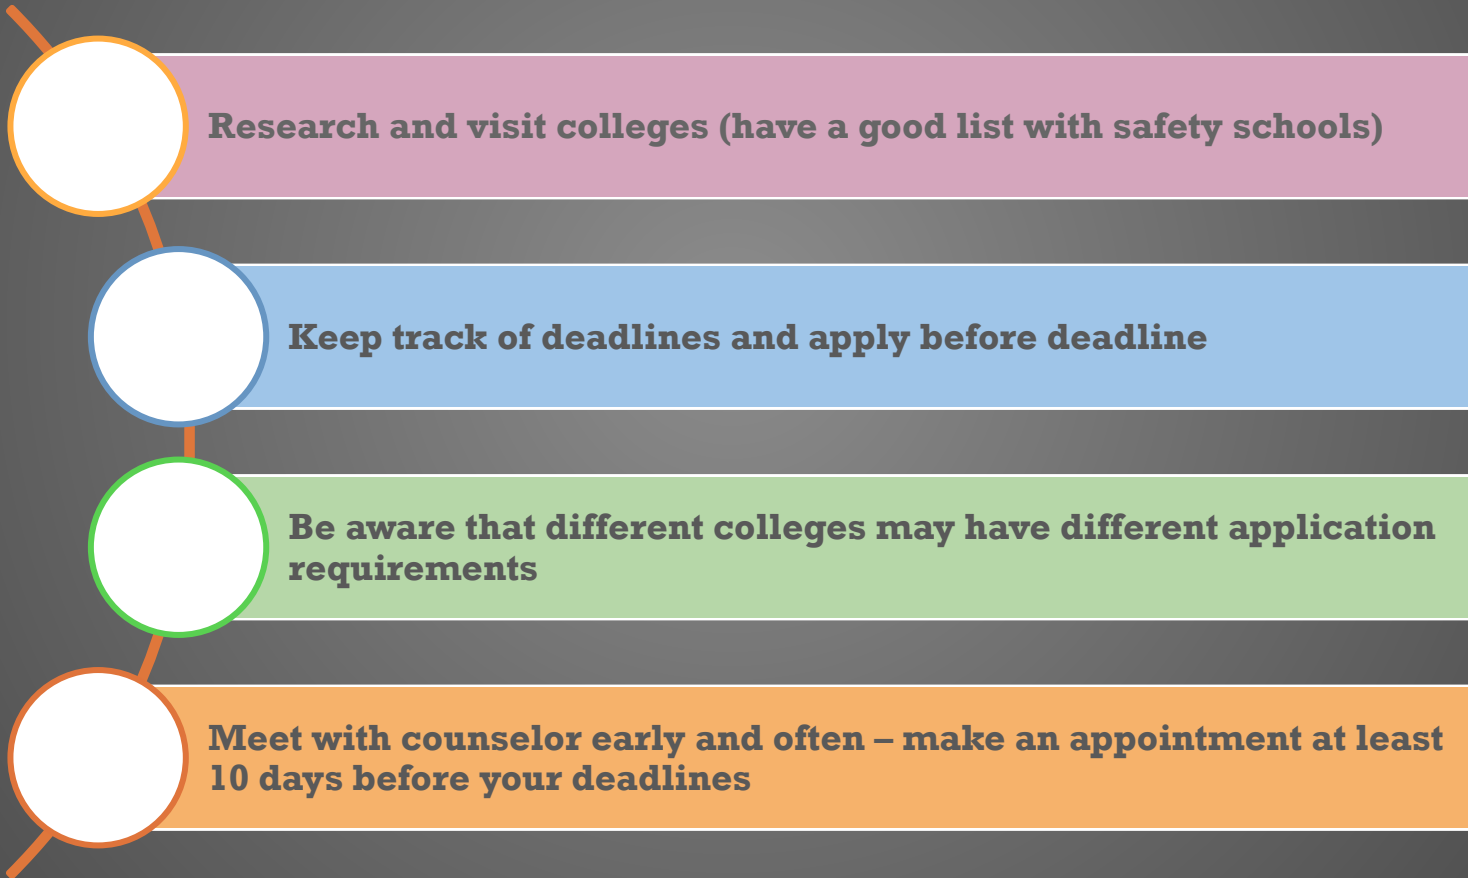 Research and visit colleges (have a good list with safety schools)
Keep track of deadlines and apply before deadline
Be aware that different colleges may have different application
requirements
Meet with counselor early and often – make an appointment at least
10 days before your deadlines